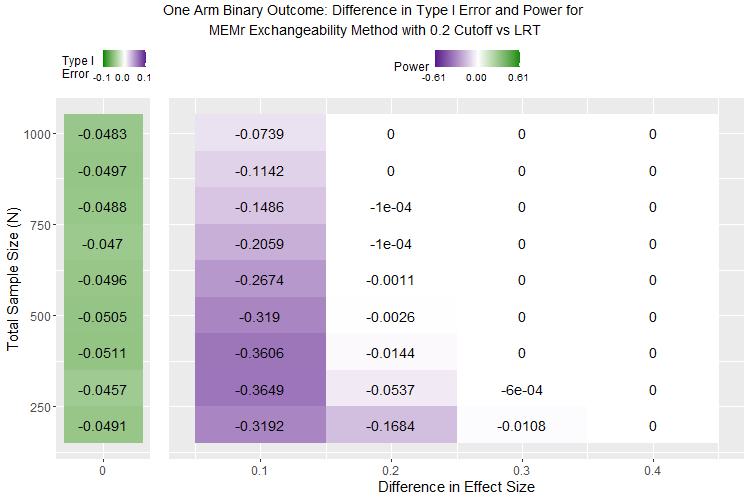 One Arm Binary Outcome: Difference in Type I Error and Power for
MEMr Exchangeability Method with 0.2 Cutoff vs LRT
Type I
Error
-0.1 0.0 0.1
Power
-0.61 0.00 0.61
Total Sample Size (N)
1000 -0.0483 -0.0739 0 0 0
-0.0497 -0.1142 0 0 0
-0.0488 -0.1486 -1e-04 0 0
750
-0.047 -0.2059 -1e-04 0 0
-0.0496 -0.2674 -0.0011 0 0
500 -0.0505 -0.319 -0.0026 0 0
-0.0511 -0.3606 -0.0144 0 0
-0.0457 -0.3649 -0.0537 -6e-04 0
250
-0.0491 -0.3192 -0.1684 -0.0108 0
0 0.1 0.2 0.3 0.4
Difference in Effect Size